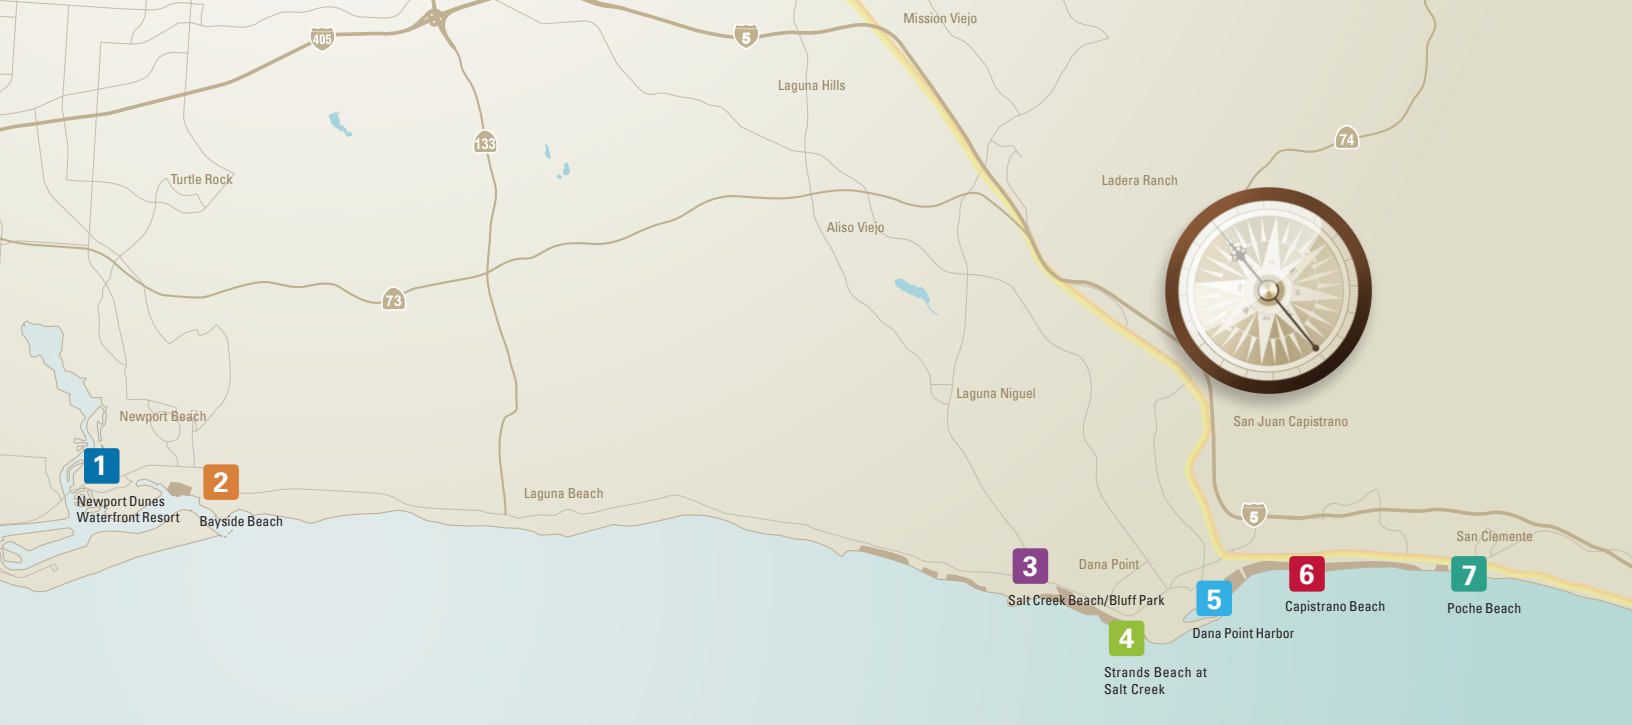 Mission Viejo
405
5
Laguna Hills
133
74
Turtle Rock
Ladera Ranch
Aliso Viejo
73
Laguna Niguel
Newport Beach
San Juan Capistrano
1
Newport Dunes
Waterfront Resort
2
Bayside Beach
Laguna Beach
5
San Clemente
3
Salt Creek Beach/Bluff Park
Dana Point
4
Strands Beach at
Salt Creek
5
Dana Point Harbor
6
Capistrano Beach
7
Poche Beach